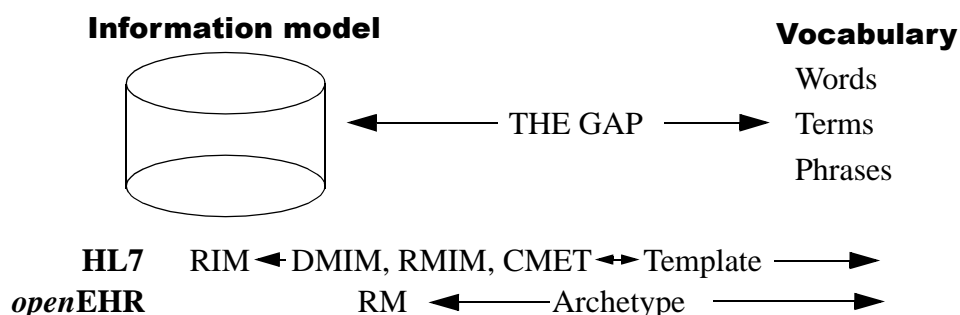 Information model
Vocabulary
Words
THE GAP Terms
Phrases
HL7 RIM DMIM, RMIM, CMET Template
openEHR RM Archetype